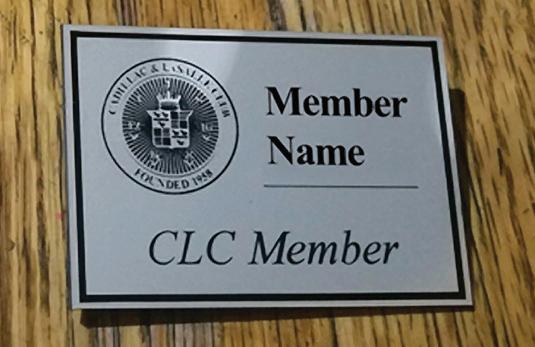 CADILLAC & LaSALLE CLUB
FOUNDED 1958
Member
Name
CLC Member